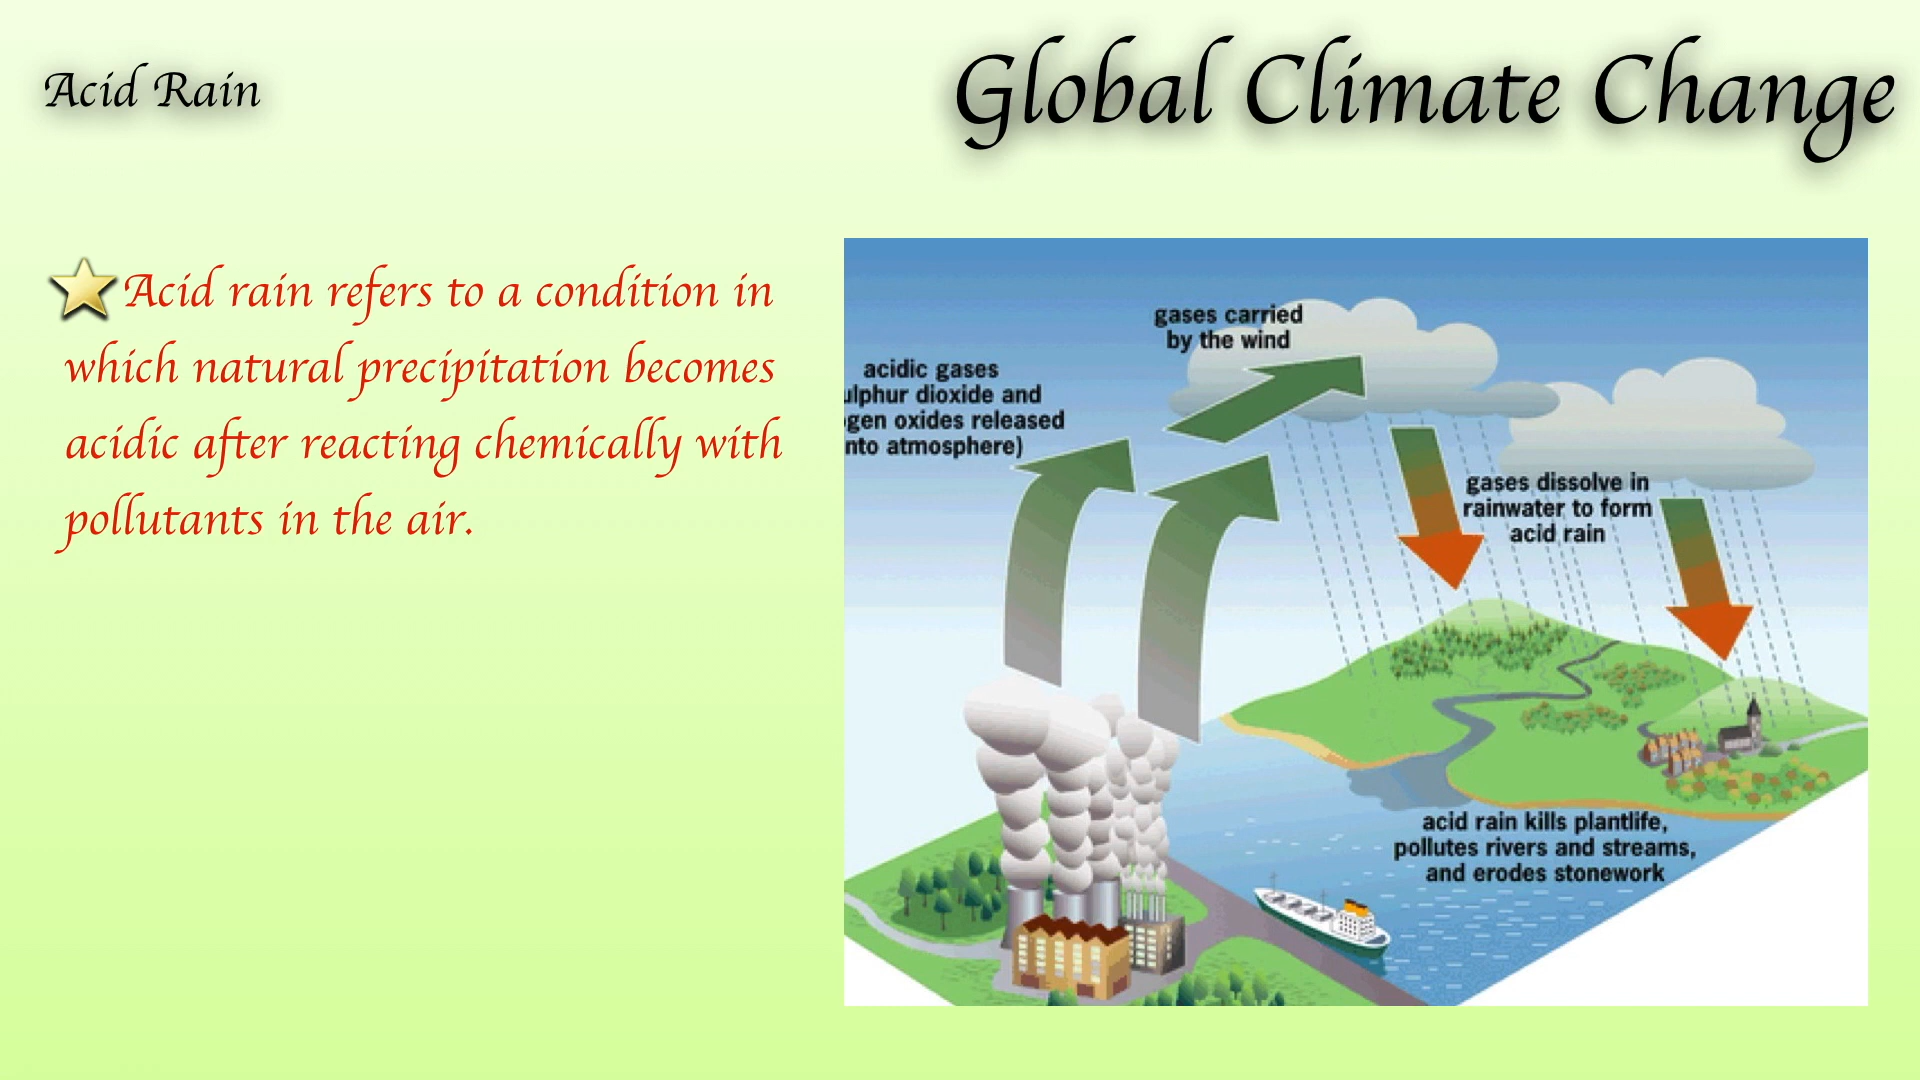 Acid Rain
Global Climate Change
Acid rain refers to a condition in
which natural precipitation becomes
acidic after reacting chemically with
pollutants in the air.
gases carried
by the wind
acidic gases
ulphur dioxide and
gen oxides released
nto atmosphere)
gases dissolve in
rainwater to form
acid rain
acid rain kills plantlife,
pollutes rivers and streams,
and erodes stonework